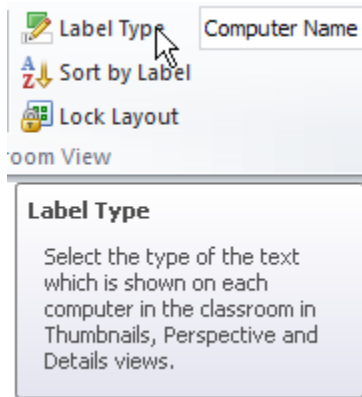 Label Type Computer Name
Sort by Label
Lock Layout
room View
Label Type
Select the type of the text
which is shown on each
computer in the classroom in
Thumbnails, Perspective and
Details views.